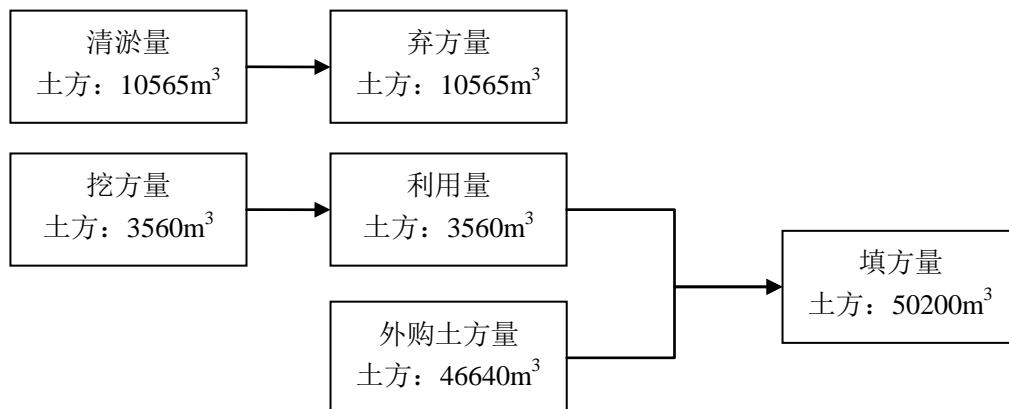 清淤量
土方：10565m³
弃方量
土方：10565m³
挖方量
土方：3560m³
利用量
土方：3560m³
填方量
土方：50200m³
外购土方量
土方：46640m³